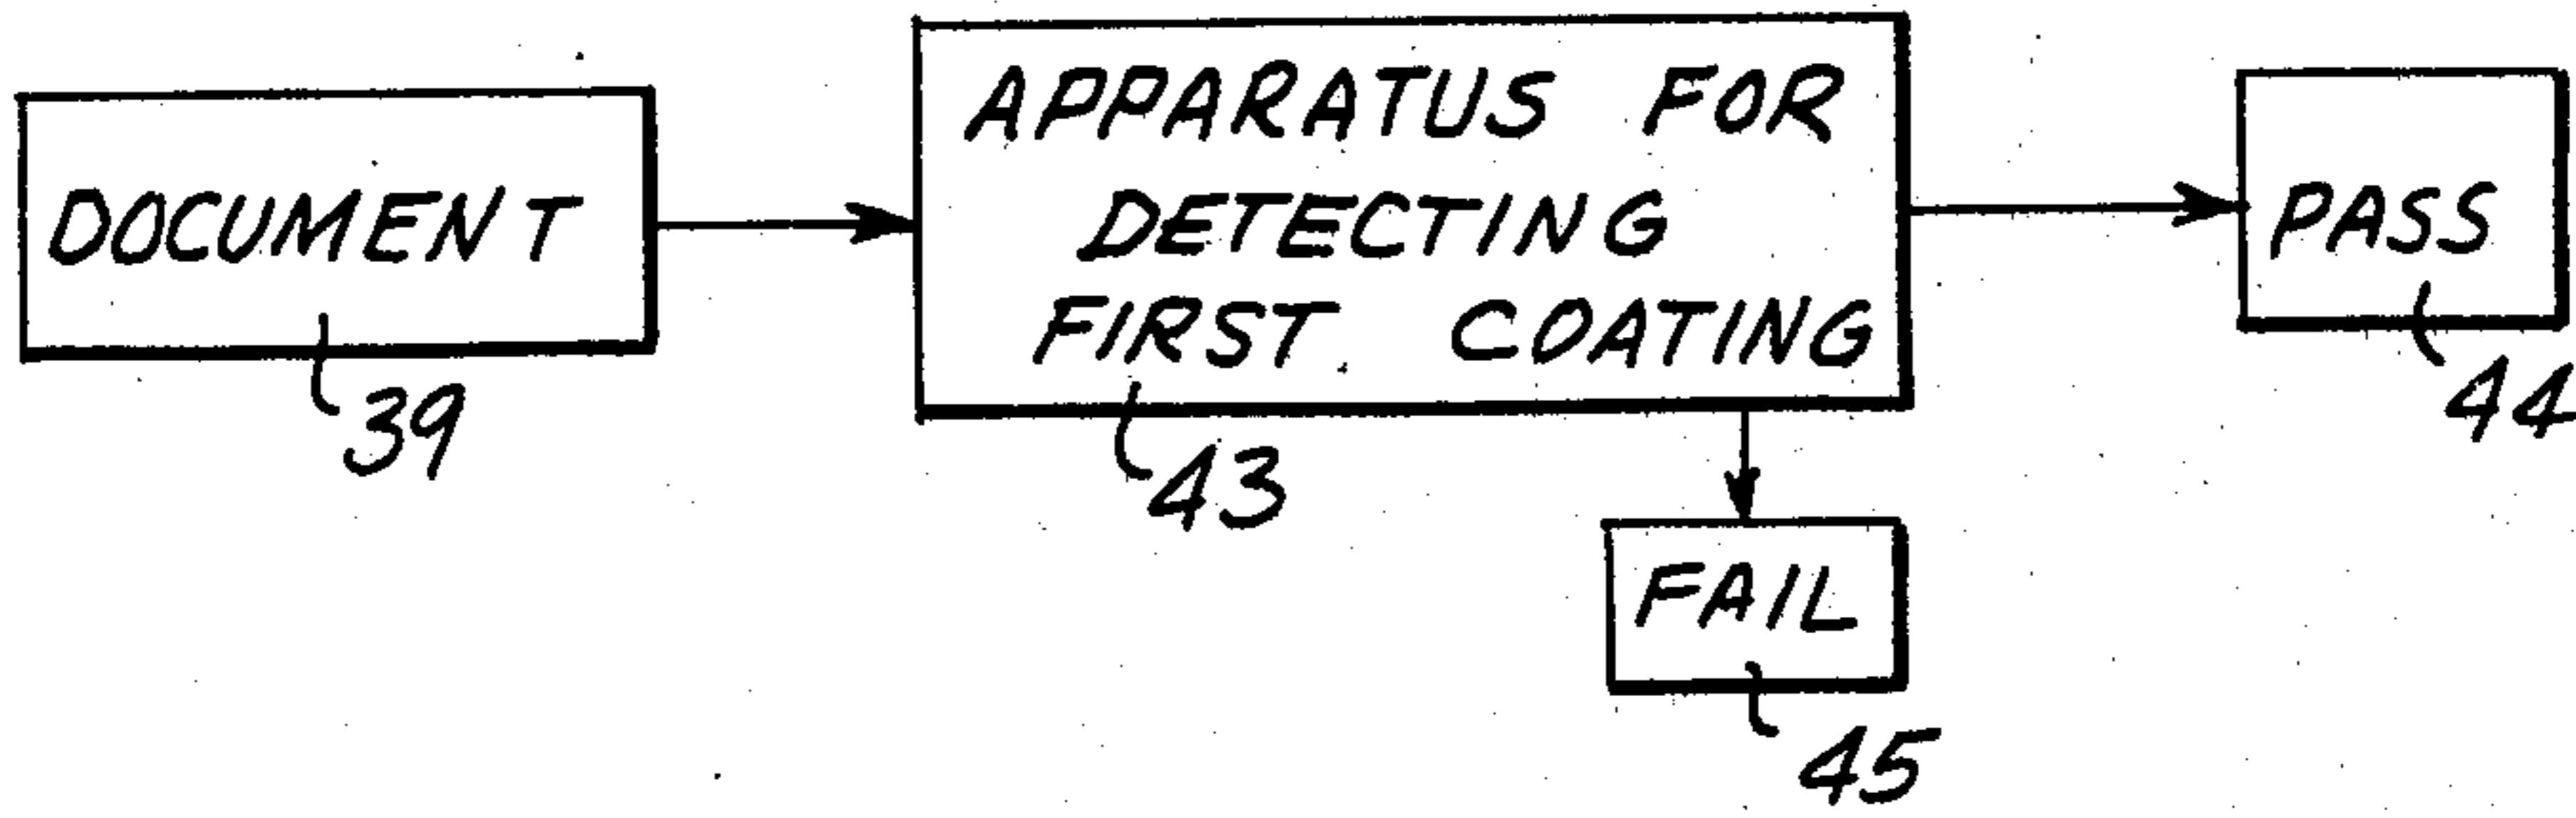 DOCUMENT
39
APPARATUS FOR
DETECTING
FIRST COATING
43
PASS
44
FAIL
45